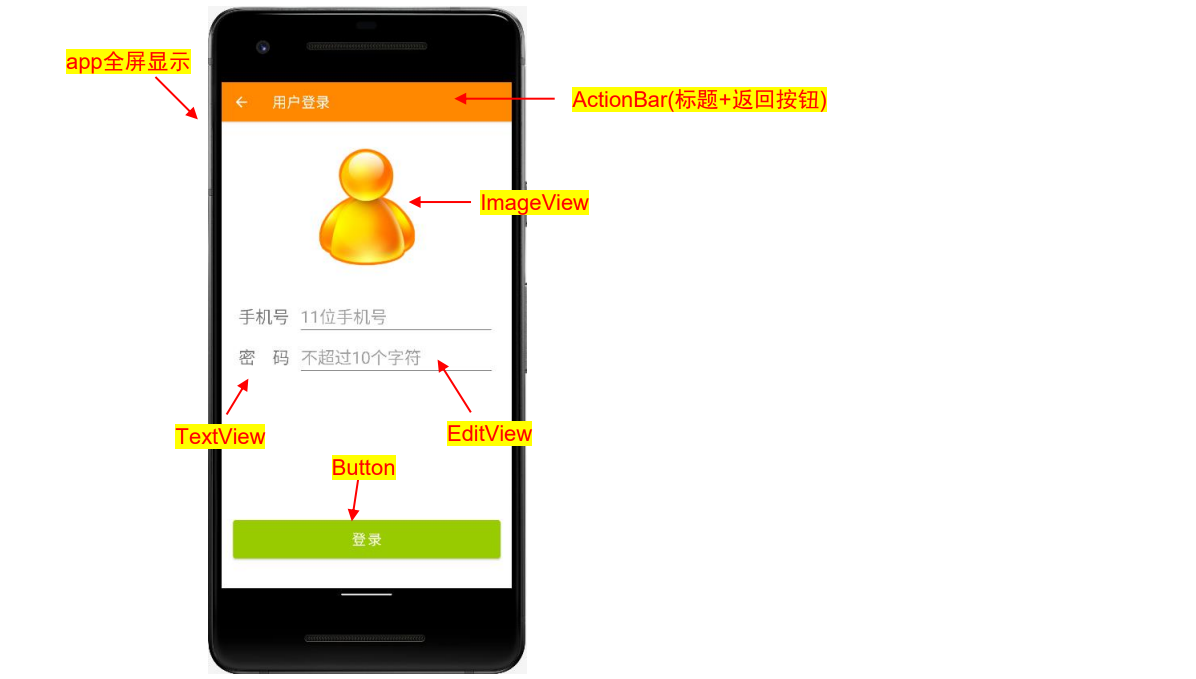 app全屏显示
用户登录
ActionBar(标题+返回按钮)
ImageView
手机号 11位手机号
密 码 不超过10个字符
TextView
EditView
Button
登录